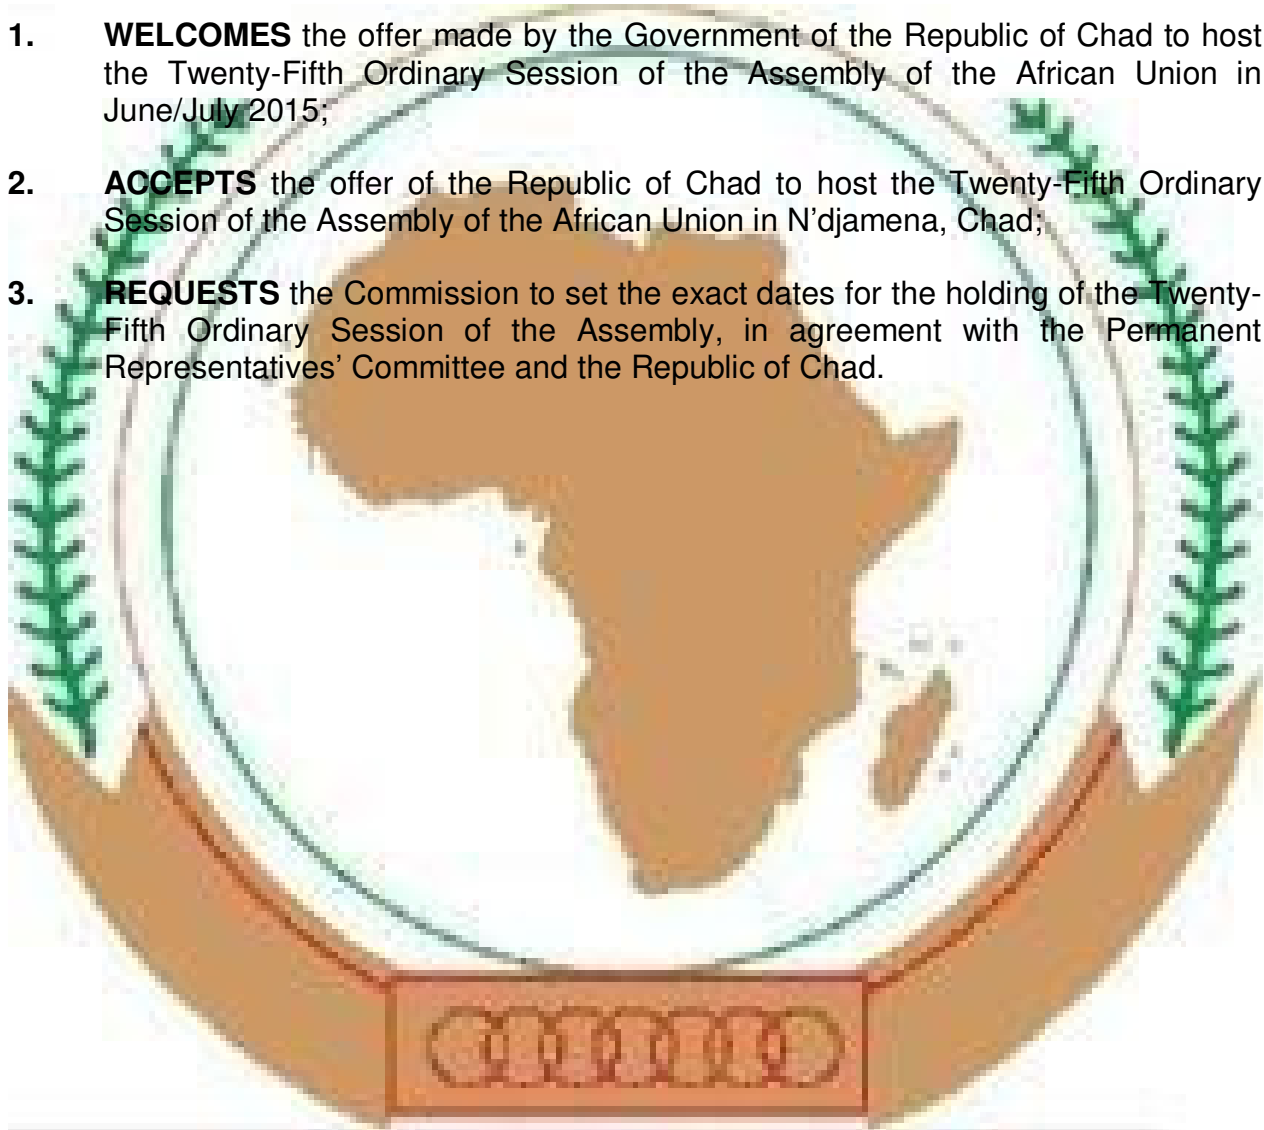 1. WELCOMES the offer made by the Government of the Republic of Chad to host
the Twenty-Fifth Ordinary Session of the Assembly of the African Union in
June/July 2015;
2. ACCEPTS the offer of the Republic of Chad to host the Twenty-Fifth Ordinary
Session of the Assembly of the African Union in N’djamena, Chad;
3. REQUESTS the Commission to set the exact dates for the holding of the Twenty-
Fifth Ordinary Session of the Assembly, in agreement with the Permanent
Representatives’ Committee and the Republic of Chad.